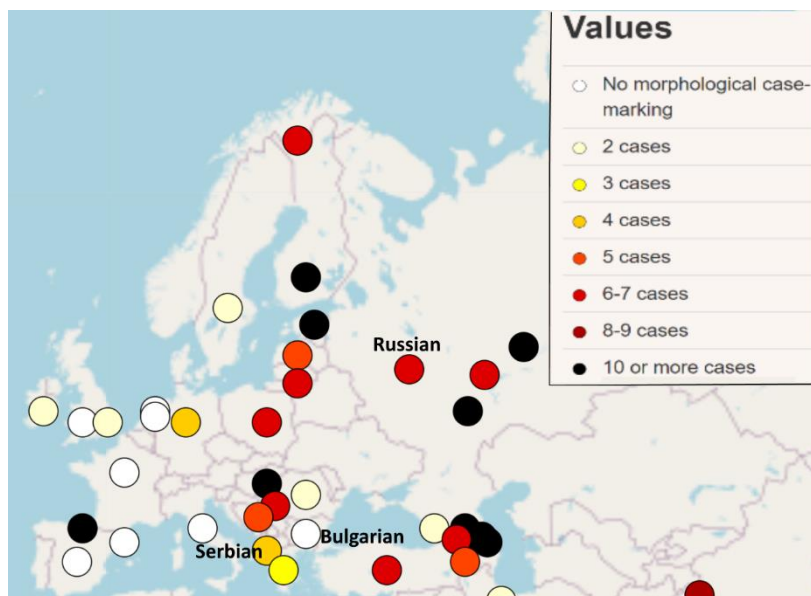 Values
No morphological case-
marking
2 cases
3 cases
4 cases
5 cases
6-7 cases
8-9 cases
10 or more cases
Russian
Bulgarian
Serbian